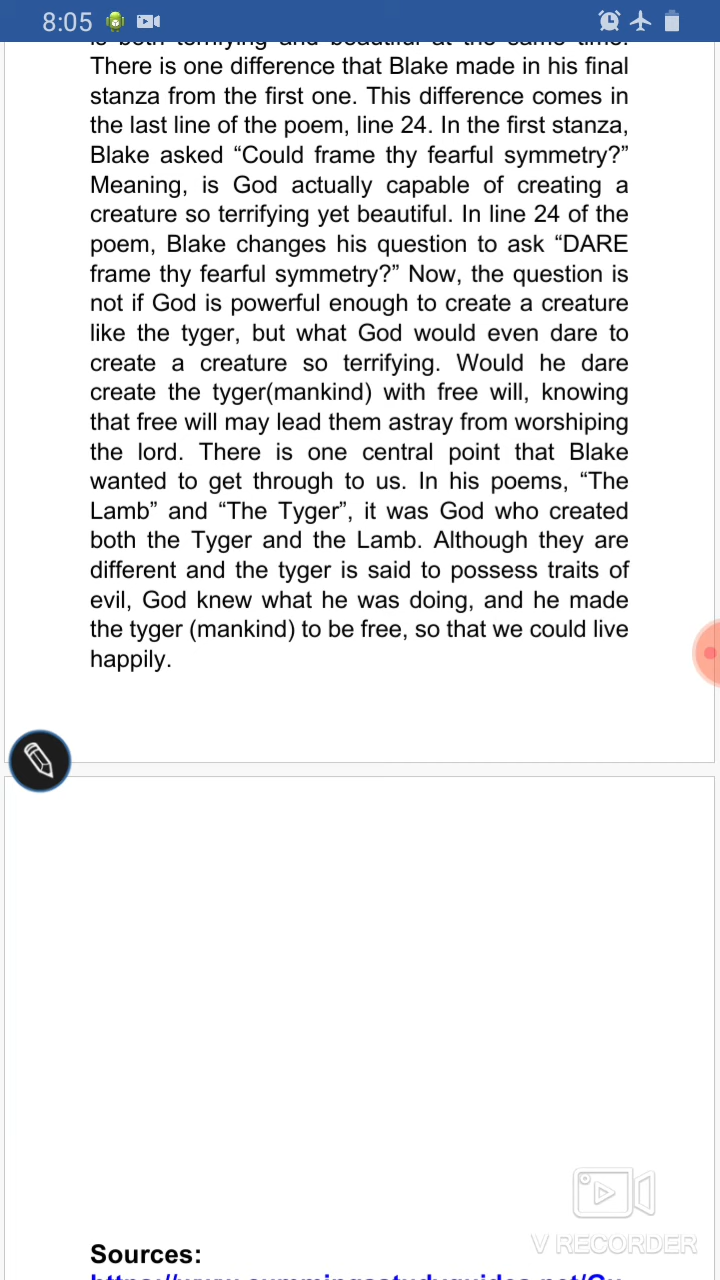 8:05
is both terrifying and beautiful at the same time.
There is one difference that Blake made in his final
stanza from the first one. This difference comes in
the last line of the poem, line 24. In the first stanza,
Blake asked “Could frame thy fearful symmetry?”
Meaning, is God actually capable of creating a
creature so terrifying yet beautiful. In line 24 of the
poem, Blake changes his question to ask “DARE
frame thy fearful symmetry?” Now, the question is
not if God is powerful enough to create a creature
like the tyger, but what God would even dare to
create a creature so terrifying. Would he dare
create the tyger(mankind) with free will, knowing
that free will may lead them astray from worshiping
the lord. There is one central point that Blake
wanted to get through to us. In his poems, “The
Lamb” and “The Tyger”, it was God who created
both the Tyger and the Lamb. Although they are
different and the tyger is said to possess traits of
evil, God knew what he was doing, and he made
the tyger (mankind) to be free, so that we could live
happily.
V RECORDER
Sources: